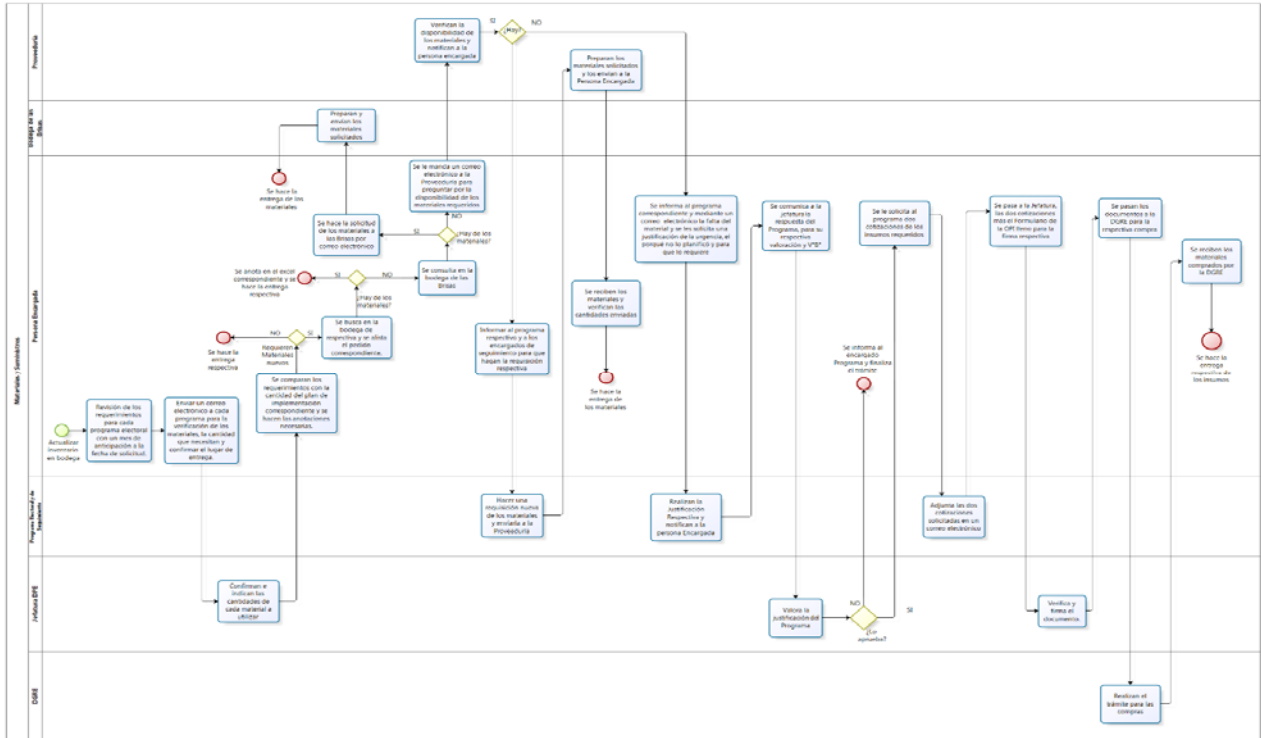 Materiales / Suministros
Proveeduría
Verifican la
disponibilidad de
los materiales y
notifican a la
persona encargada
SI
¿Hay?
NO
Preparan los
materiales solicitados
y los envían a la
Persona Encargada
Bodega de las
Brisas
Preparan y
envían los
materiales
solicitados
Persona Encargada
Se hace la
entrega de los
materiales
Se hace la solicitud
de los materiales a
las Brisas por
correo electrónico
SI
Se le manda un correo
electrónico a la
Proveeduría para
preguntar por la
disponibilidad de los
materiales requeridos
NO
¿Hay de los
materiales?
Se anota en el excel
correspondiente y se
hace la entrega
respectiva
SI
NO
¿Hay de los
materiales?
Se consulta en la
bodega de las
Brisas
Se hace la
entrega respectiva
NO
Requieren
Materiales
nuevos
SI
Se busca en la
bodega de
respectiva y se alista
el pedido
correspondiente.
Actualizar
inventario
en bodega
Revisión de los
requerimientos
para cada
programa electoral
con un mes de
anticipación a la
fecha de solicitud.
Enviar un correo
electrónico a cada
programa para la
verificación de los
materiales, la cantidad
que necesitan y
confirmar el lugar de
entrega.
Se comparan los
requerimientos con la
cantidad del plan de
implementación
correspondiente y se
hacen las anotaciones
necesarias.
Informar al programa
respectivo y a los
encargados de
seguimiento para que
hagan la requisición
respectiva
Se reciben los
materiales y
verifican las
cantidades enviadas
Se hace la
entrega de
los materiales
Se informa al programa
correspondiente y mediante un
correo electrónico la falta del
material y se les solicita una
justificación de la urgencia, el
porqué no lo planificó y para
que lo requiere
Se comunica a la
Jefatura la
respuesta del
Programa, para su
respectiva
valoración y V°B°
Se informa al
encargado
Programa y finaliza
el trámite
Se le solicita al
programa dos
cotizaciones de los
insumos requeridos
Se pasa a la Jefatura,
las dos cotizaciones
más el Formulario de
la OPI lleno para la
firma respectiva
Se pasan los
documentos a la
DGRE para la
respectiva compra
Se reciben los
materiales
comprados por
la DGRE
Se hace la
entrega
respectiva de
los insumos
Programa Electoral y de
Seguimiento
Hacer una
requisición nueva
de los materiales
y enviarla a la
Proveeduría
Realizan la
Justificación
Respectiva y
notifican a la
persona Encargada
Adjunta las dos
cotizaciones
solicitadas en un
correo electrónico
Jefatura DPE
Confirman e
indican las
cantidades de
cada material a
utilizar
Valora la
justificación del
Programa
NO
SI
¿Lo
aprueba?
Verifica y
firma el
documento
DGRE
Realizan el
trámite para las
compras